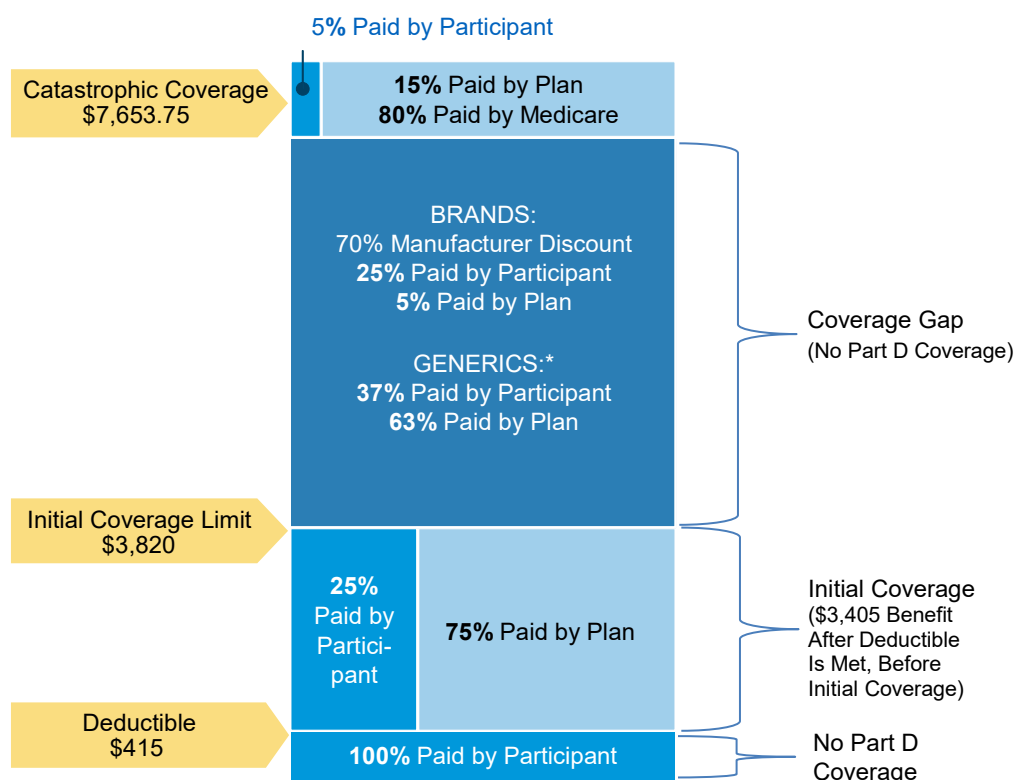 5% Paid by Participant
Catastrophic Coverage
$7,653.75
15% Paid by Plan
80% Paid by Medicare
BRANDS:
70% Manufacturer Discount
25% Paid by Participant
5% Paid by Plan
GENERICS:*
37% Paid by Participant
63% Paid by Plan
Coverage Gap
(No Part D Coverage)
Initial Coverage Limit
$3,820
25%
Paid by
Partici-
pant
75% Paid by Plan
Initial Coverage
($3,405 Benefit
After Deductible
Is Met, Before
Initial Coverage)
Deductible
$415
100% Paid by Participant
No Part D
Coverage